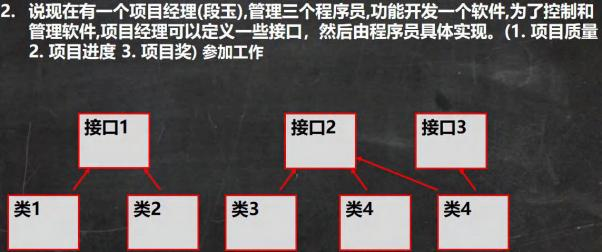 2. 说现在有一个项目经理(段玉),管理三个程序员,功能开发一个软件,为了控制和
管理软件,项目经理可以定义一些接口，然后由程序员具体实现。(1. 项目质量
2. 项目进度 3. 项目奖) 参加工作
接口1 接口2 接口3
类1 类2 类3 类4 类4